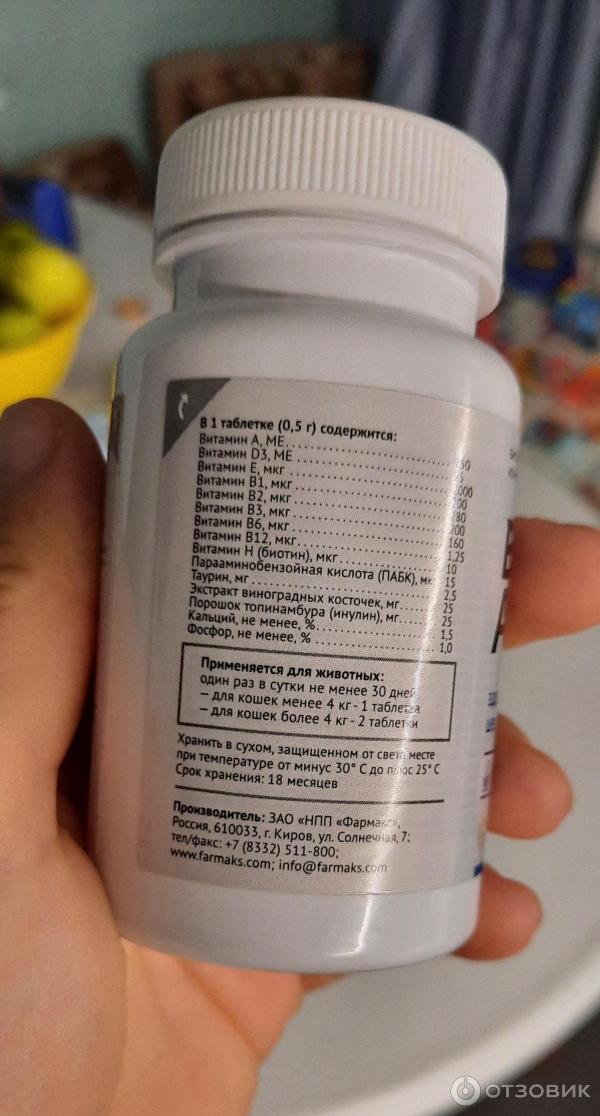 В 1 таблетке (0,5 г) содержится:
Витамин А, МЕ
Витамин D3, МЕ
Витамин Е, мкг
Витамин В1, мкг
Витамин В2, мкг
Витамин В3, мкг 200
Витамин В6, мкг 160
Витамин В12, мкг 1,25
Витамин Н (биотин), мкг 10
Парааминобензойная кислота (ПАБК), 15
Таурин, мг 2,5
Экстракт виноградных косточек, мг 25
Порошок топинамбура (инулин), мг 25
Кальций, не менее, % 1,5
Фосфор, не менее, % 1,0
Применяется для животных:
один раз в сутки не менее 30 дней
– для кошек менее 4 кг - 1 таблетка
– для кошек более 4 кг - 2 таблетки
Хранить в сухом, защищенном от света месте
при температуре от минус 30° С до плюс 25° С
Срок хранения: 18 месяцев
Производитель: ЗАО «НПП «Фармакс»,
Россия, 610033, г. Киров, ул. Солнечная, 7;
тел/факс: +7 (8332) 511-800;
www.farmaks.com; info@farmaks.com
ОТЗОВИК